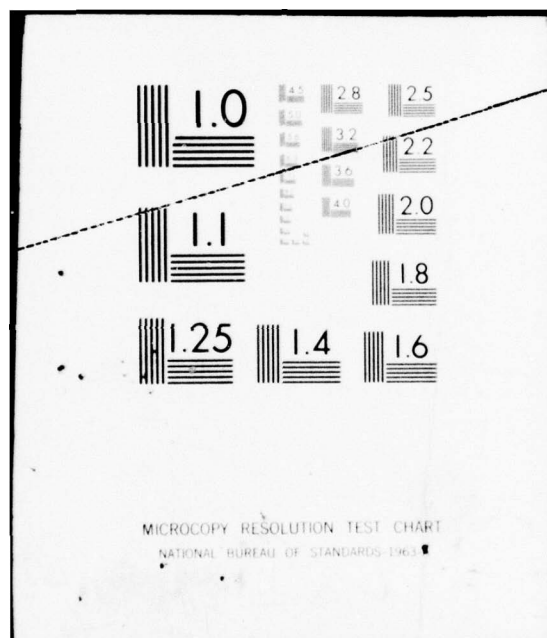 1.0
4.5 2.8 2.5
5.0 3.2 2.2
3.6
4.0 2.0
1.1
1.8
1.25 1.4 1.6
MICROCOPY RESOLUTION TEST CHART
NATIONAL BUREAU OF STANDARDS-1963-